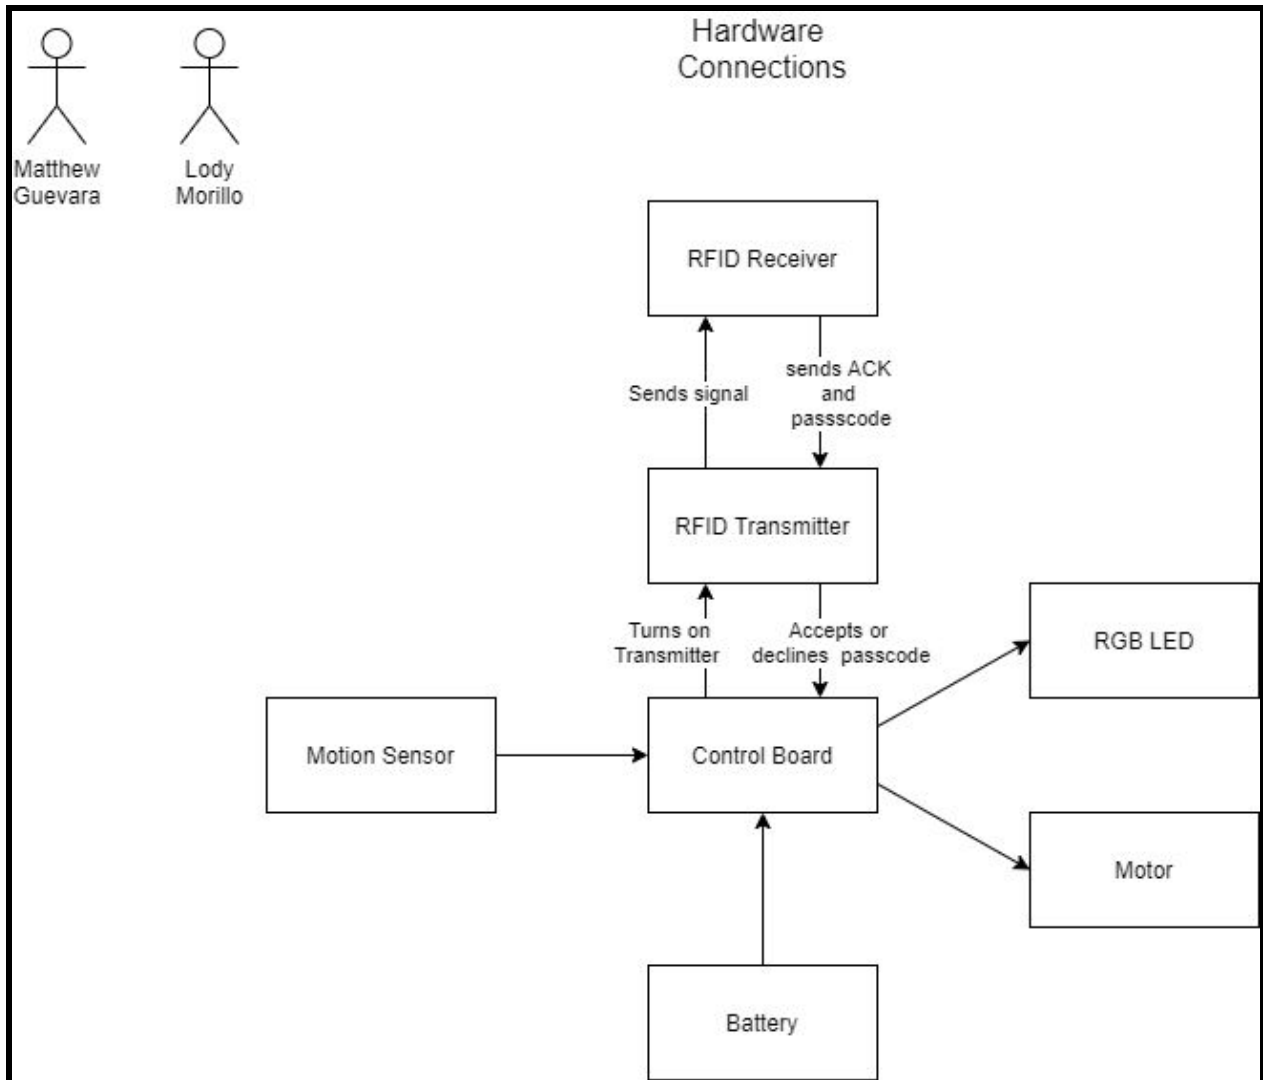 Hardware
Connections
Matthew
Guevara
Lody
Morillo
RFID Receiver
Sends signal
sends ACK
and
passscode
RFID Transmitter
Turns on
Transmitter
Accepts or
declines passcode
RGB LED
Motion Sensor
Control Board
Motor
Battery